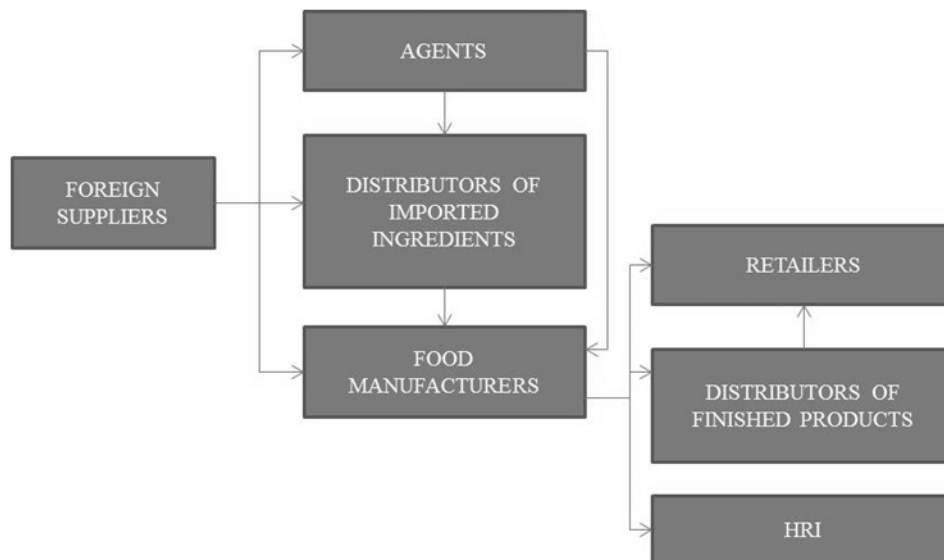 AGENTS
FOREIGN
SUPPLIERS
DISTRIBUTORS OF
IMPORTED
INGREDIENTS
RETAILERS
FOOD
MANUFACTURERS
DISTRIBUTORS OF
FINISHED PRODUCTS
HRI